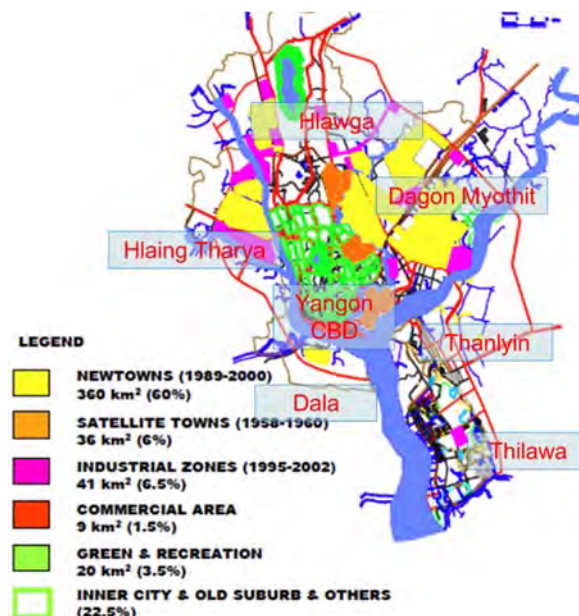 Hlawga
Dagon Myothit
Hlaing Tharya
Yangon
CBD
Thanlyin
Dala
Thilawa
LEGEND
NEWTOWNS (1989-2000)
360 km² (60%)
SATELLITE TOWNS (1958-1960)
36 km² (6%)
INDUSTRIAL ZONES (1995-2002)
41 km² (6.5%)
COMMERCIAL AREA
9 km² (1.5%)
GREEN & RECREATION
20 km² (3.5%)
INNER CITY & OLD SUBURB & OTHERS
(22.5%)